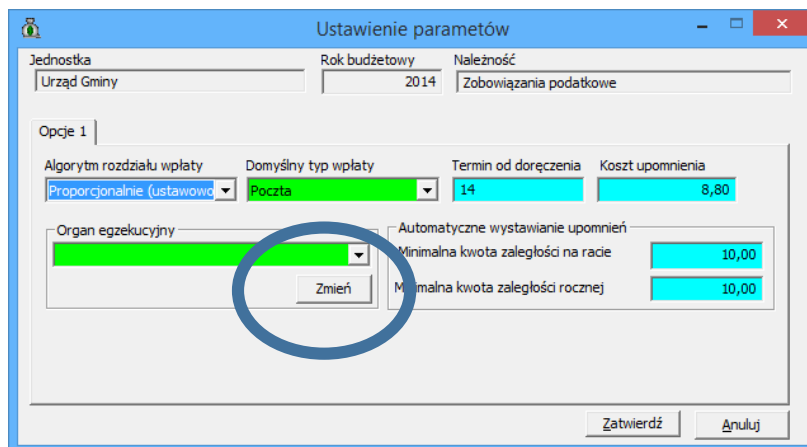 Ustawienie parametów
Jednostka Rok budżetowy Należność
Urząd Gminy 2014 Zobowiązania podatkowe
Opcje 1
Algorytm rozdziału wpłaty Domyślny typ wpłaty Termin od doręczenia Koszt upomnienia
Proporcjonalnie (ustawowo Poczta 14 8,80
Organ egzekucyjny Automatyczne wystawianie upomnień
Minimalna kwota zaległości na racie 10,00
Zmień Minimalna kwota zaległości rocznej 10,00
Zatwierdź Anuluj